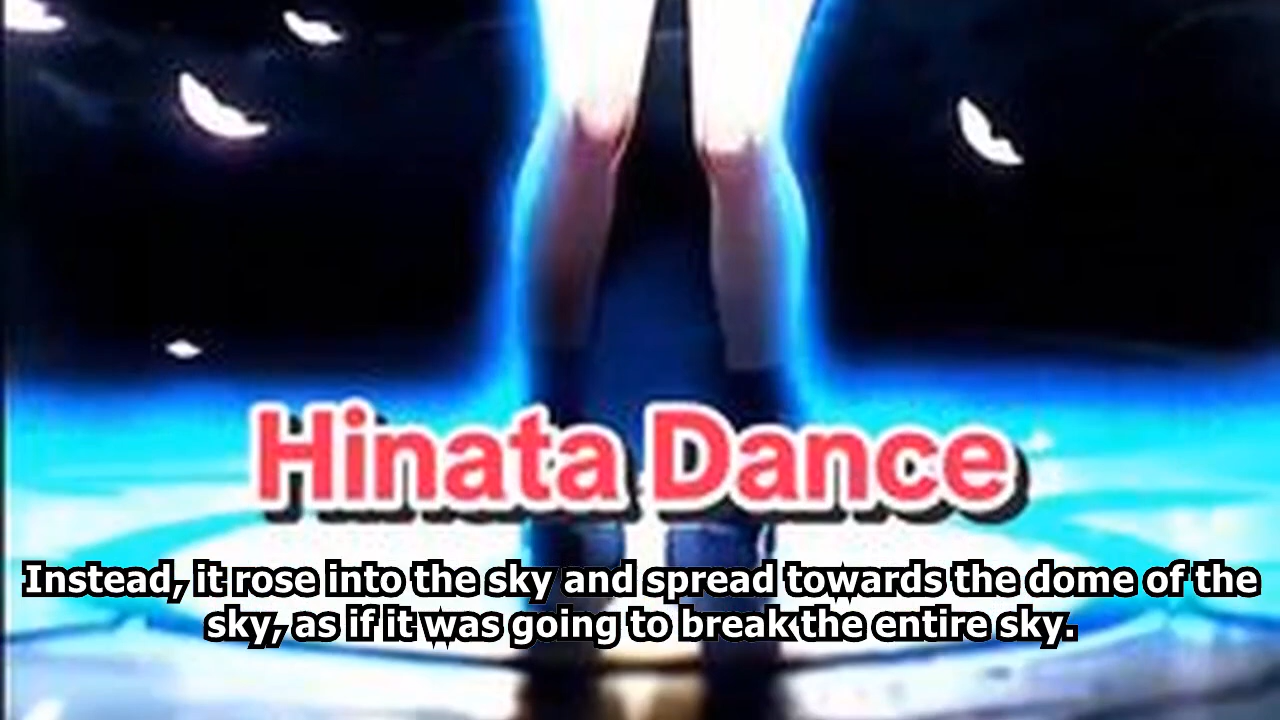 Hinata Dance
Instead, it rose into the sky and spread towards the dome of the
sky, as if it was going to break the entire sky.